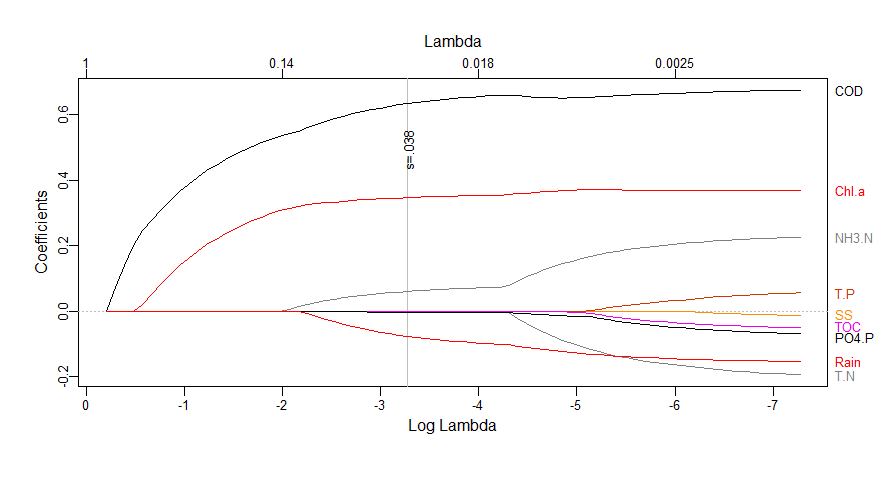 Lambda
1 0.14 0.018 0.0025
COD
0.6
s=.038
0.4
Chl.a
Coefficients
0.2
NH3.N
T.P
0.0
SS
TOC
PO4.P
Rain
-0.2
T.N
0 -1 -2 -3 -4 -5 -6 -7
Log Lambda